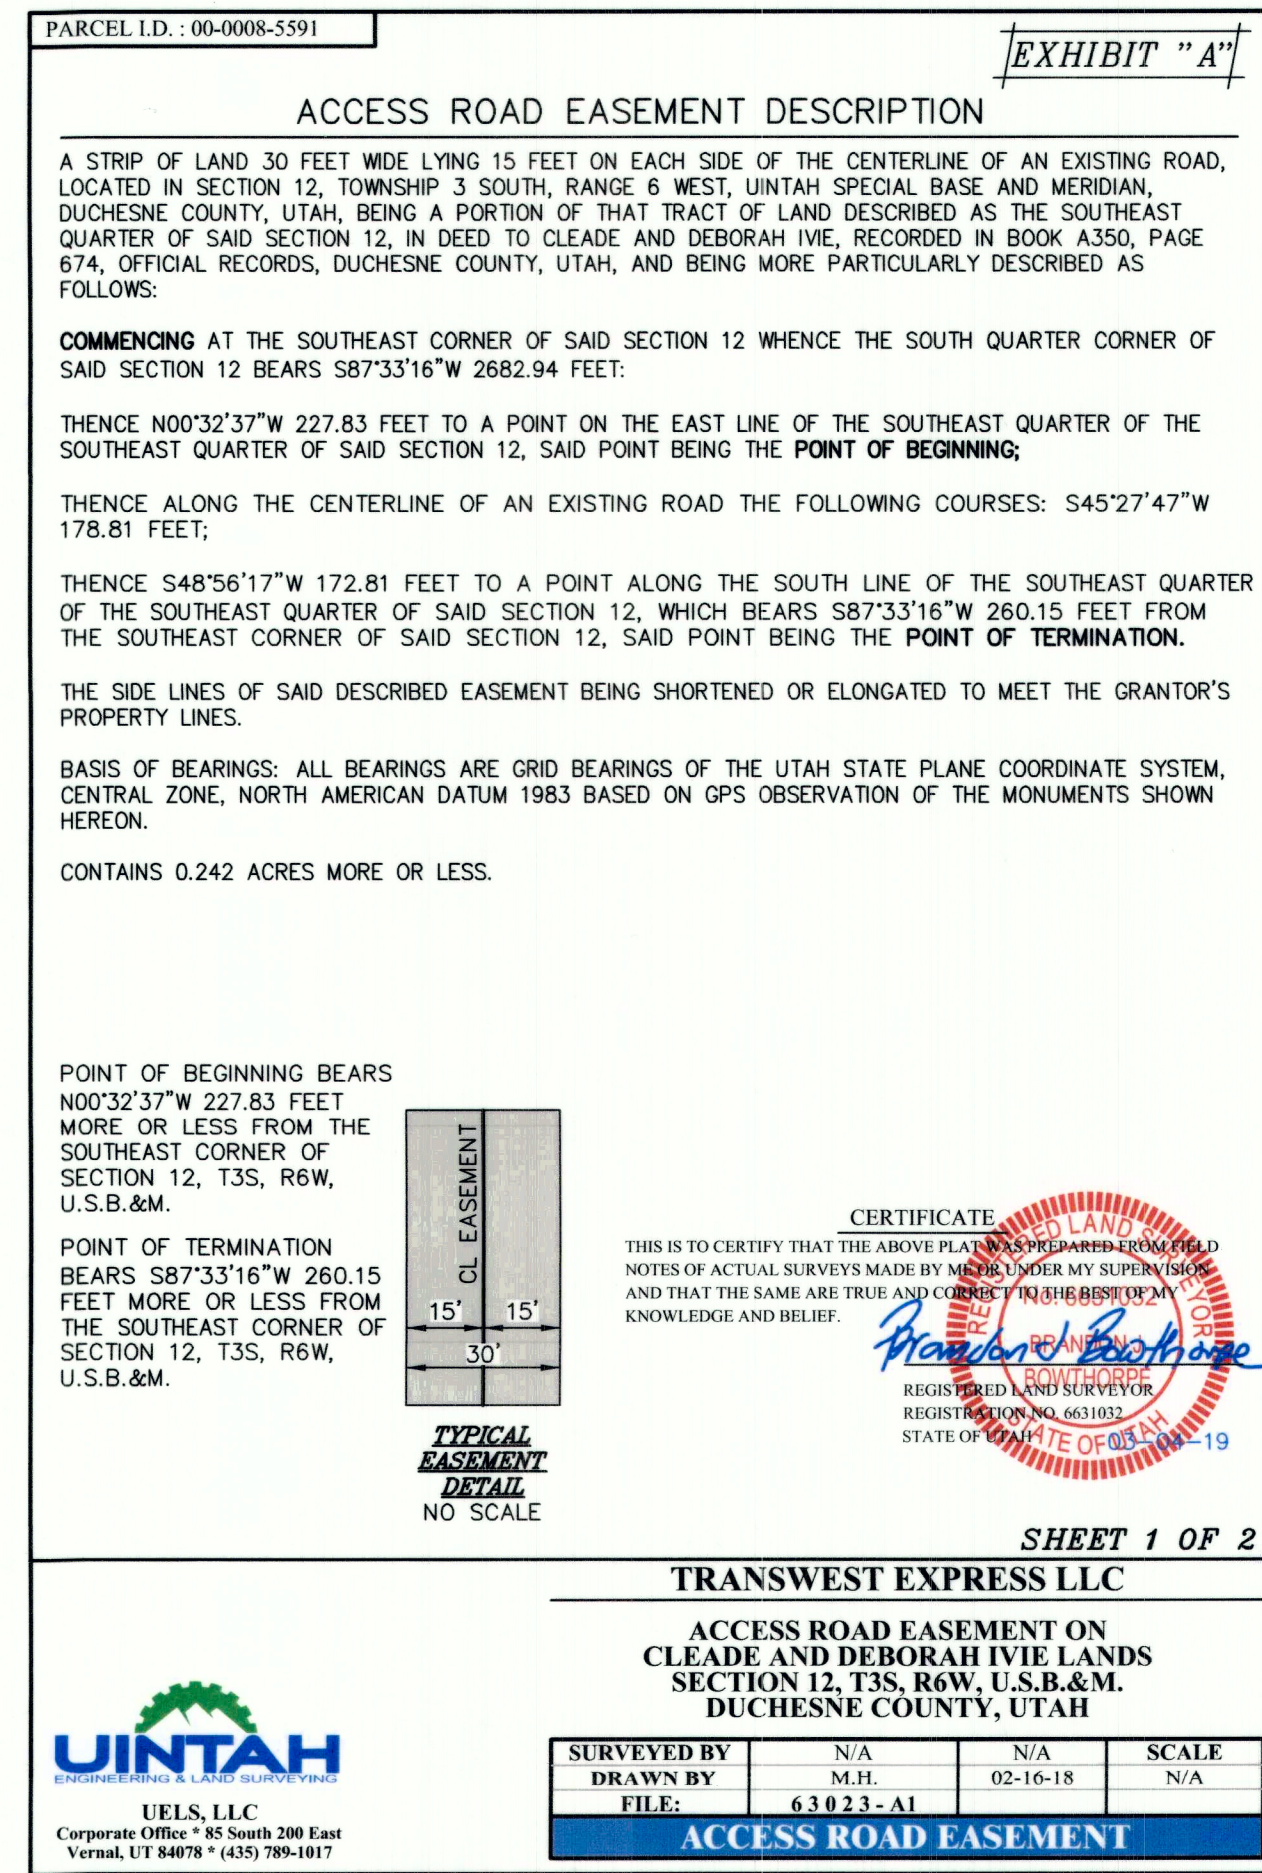 PARCEL I.D. : 00-0008-5591
EXHIBIT "A"
ACCESS ROAD EASEMENT DESCRIPTION
A STRIP OF LAND 30 FEET WIDE LYING 15 FEET ON EACH SIDE OF THE CENTERLINE OF AN EXISTING ROAD,
LOCATED IN SECTION 12, TOWNSHIP 3 SOUTH, RANGE 6 WEST, UINTAH SPECIAL BASE AND MERIDIAN,
DUCHESNE COUNTY, UTAH, BEING A PORTION OF THAT TRACT OF LAND DESCRIBED AS THE SOUTHEAST
QUARTER OF SAID SECTION 12, IN DEED TO CLEADE AND DEBORAH IVIE, RECORDED IN BOOK A350, PAGE
674, OFFICIAL RECORDS, DUCHESNE COUNTY, UTAH, AND BEING MORE PARTICULARLY DESCRIBED AS
FOLLOWS:
COMMENCING AT THE SOUTHEAST CORNER OF SAID SECTION 12 WHENCE THE SOUTH QUARTER CORNER OF
SAID SECTION 12 BEARS S87°33'16"W 2682.94 FEET:
THENCE N00°32'37"W 227.83 FEET TO A POINT ON THE EAST LINE OF THE SOUTHEAST QUARTER OF THE
SOUTHEAST QUARTER OF SAID SECTION 12, SAID POINT BEING THE POINT OF BEGINNING;
THENCE ALONG THE CENTERLINE OF AN EXISTING ROAD THE FOLLOWING COURSES: S45°27'47"W
178.81 FEET;
THENCE S48°56'17"W 172.81 FEET TO A POINT ALONG THE SOUTH LINE OF THE SOUTHEAST QUARTER
OF THE SOUTHEAST QUARTER OF SAID SECTION 12, WHICH BEARS S87°33'16"W 260.15 FEET FROM
THE SOUTHEAST CORNER OF SAID SECTION 12, SAID POINT BEING THE POINT OF TERMINATION.
THE SIDE LINES OF SAID DESCRIBED EASEMENT BEING SHORTENED OR ELONGATED TO MEET THE GRANTOR'S
PROPERTY LINES.
BASIS OF BEARINGS: ALL BEARINGS ARE GRID BEARINGS OF THE UTAH STATE PLANE COORDINATE SYSTEM,
CENTRAL ZONE, NORTH AMERICAN DATUM 1983 BASED ON GPS OBSERVATION OF THE MONUMENTS SHOWN
HEREON.
CONTAINS 0.242 ACRES MORE OR LESS.
POINT OF BEGINNING BEARS
N00°32'37"W 227.83 FEET
MORE OR LESS FROM THE
SOUTHEAST CORNER OF
SECTION 12, T3S, R6W,
U.S.B.&M.
POINT OF TERMINATION
BEARS S87°33'16"W 260.15
FEET MORE OR LESS FROM
THE SOUTHEAST CORNER OF
SECTION 12, T3S, R6W,
U.S.B.&M.
CL EASEMENT
15' 15'
30'
TYPICAL
EASEMENT
DETAIL
NO SCALE
CERTIFICATE
THIS IS TO CERTIFY THAT THE ABOVE PLAT WAS PREPARED FROM FIELD
NOTES OF ACTUAL SURVEYS MADE BY ME OR UNDER MY SUPERVISION
AND THAT THE SAME ARE TRUE AND CORRECT TO THE BEST OF MY
KNOWLEDGE AND BELIEF.
Brandon J Bowthorpe
REGISTERED LAND SURVEYOR
REGISTRATION NO. 6631032
STATE OF UTAH
REGISTERED LAND SURVEYOR
No. 6631032
BRANDON J.
BOWTHORPE
STATE OF UTAH
03-04-19
SHEET 1 OF 2
TRANSWEST EXPRESS LLC
ACCESS ROAD EASEMENT ON
CLEADE AND DEBORAH IVIE LANDS
SECTION 12, T3S, R6W, U.S.B.&M.
DUCHESNE COUNTY, UTAH
UINTAH
ENGINEERING & LAND SURVEYING
UELS, LLC
Corporate Office * 85 South 200 East
Vernal, UT 84078 * (435) 789-1017
SURVEYED BY N/A N/A SCALE
DRAWN BY M.H. 02-16-18 N/A
FILE: 63023-A1
ACCESS ROAD EASEMENT